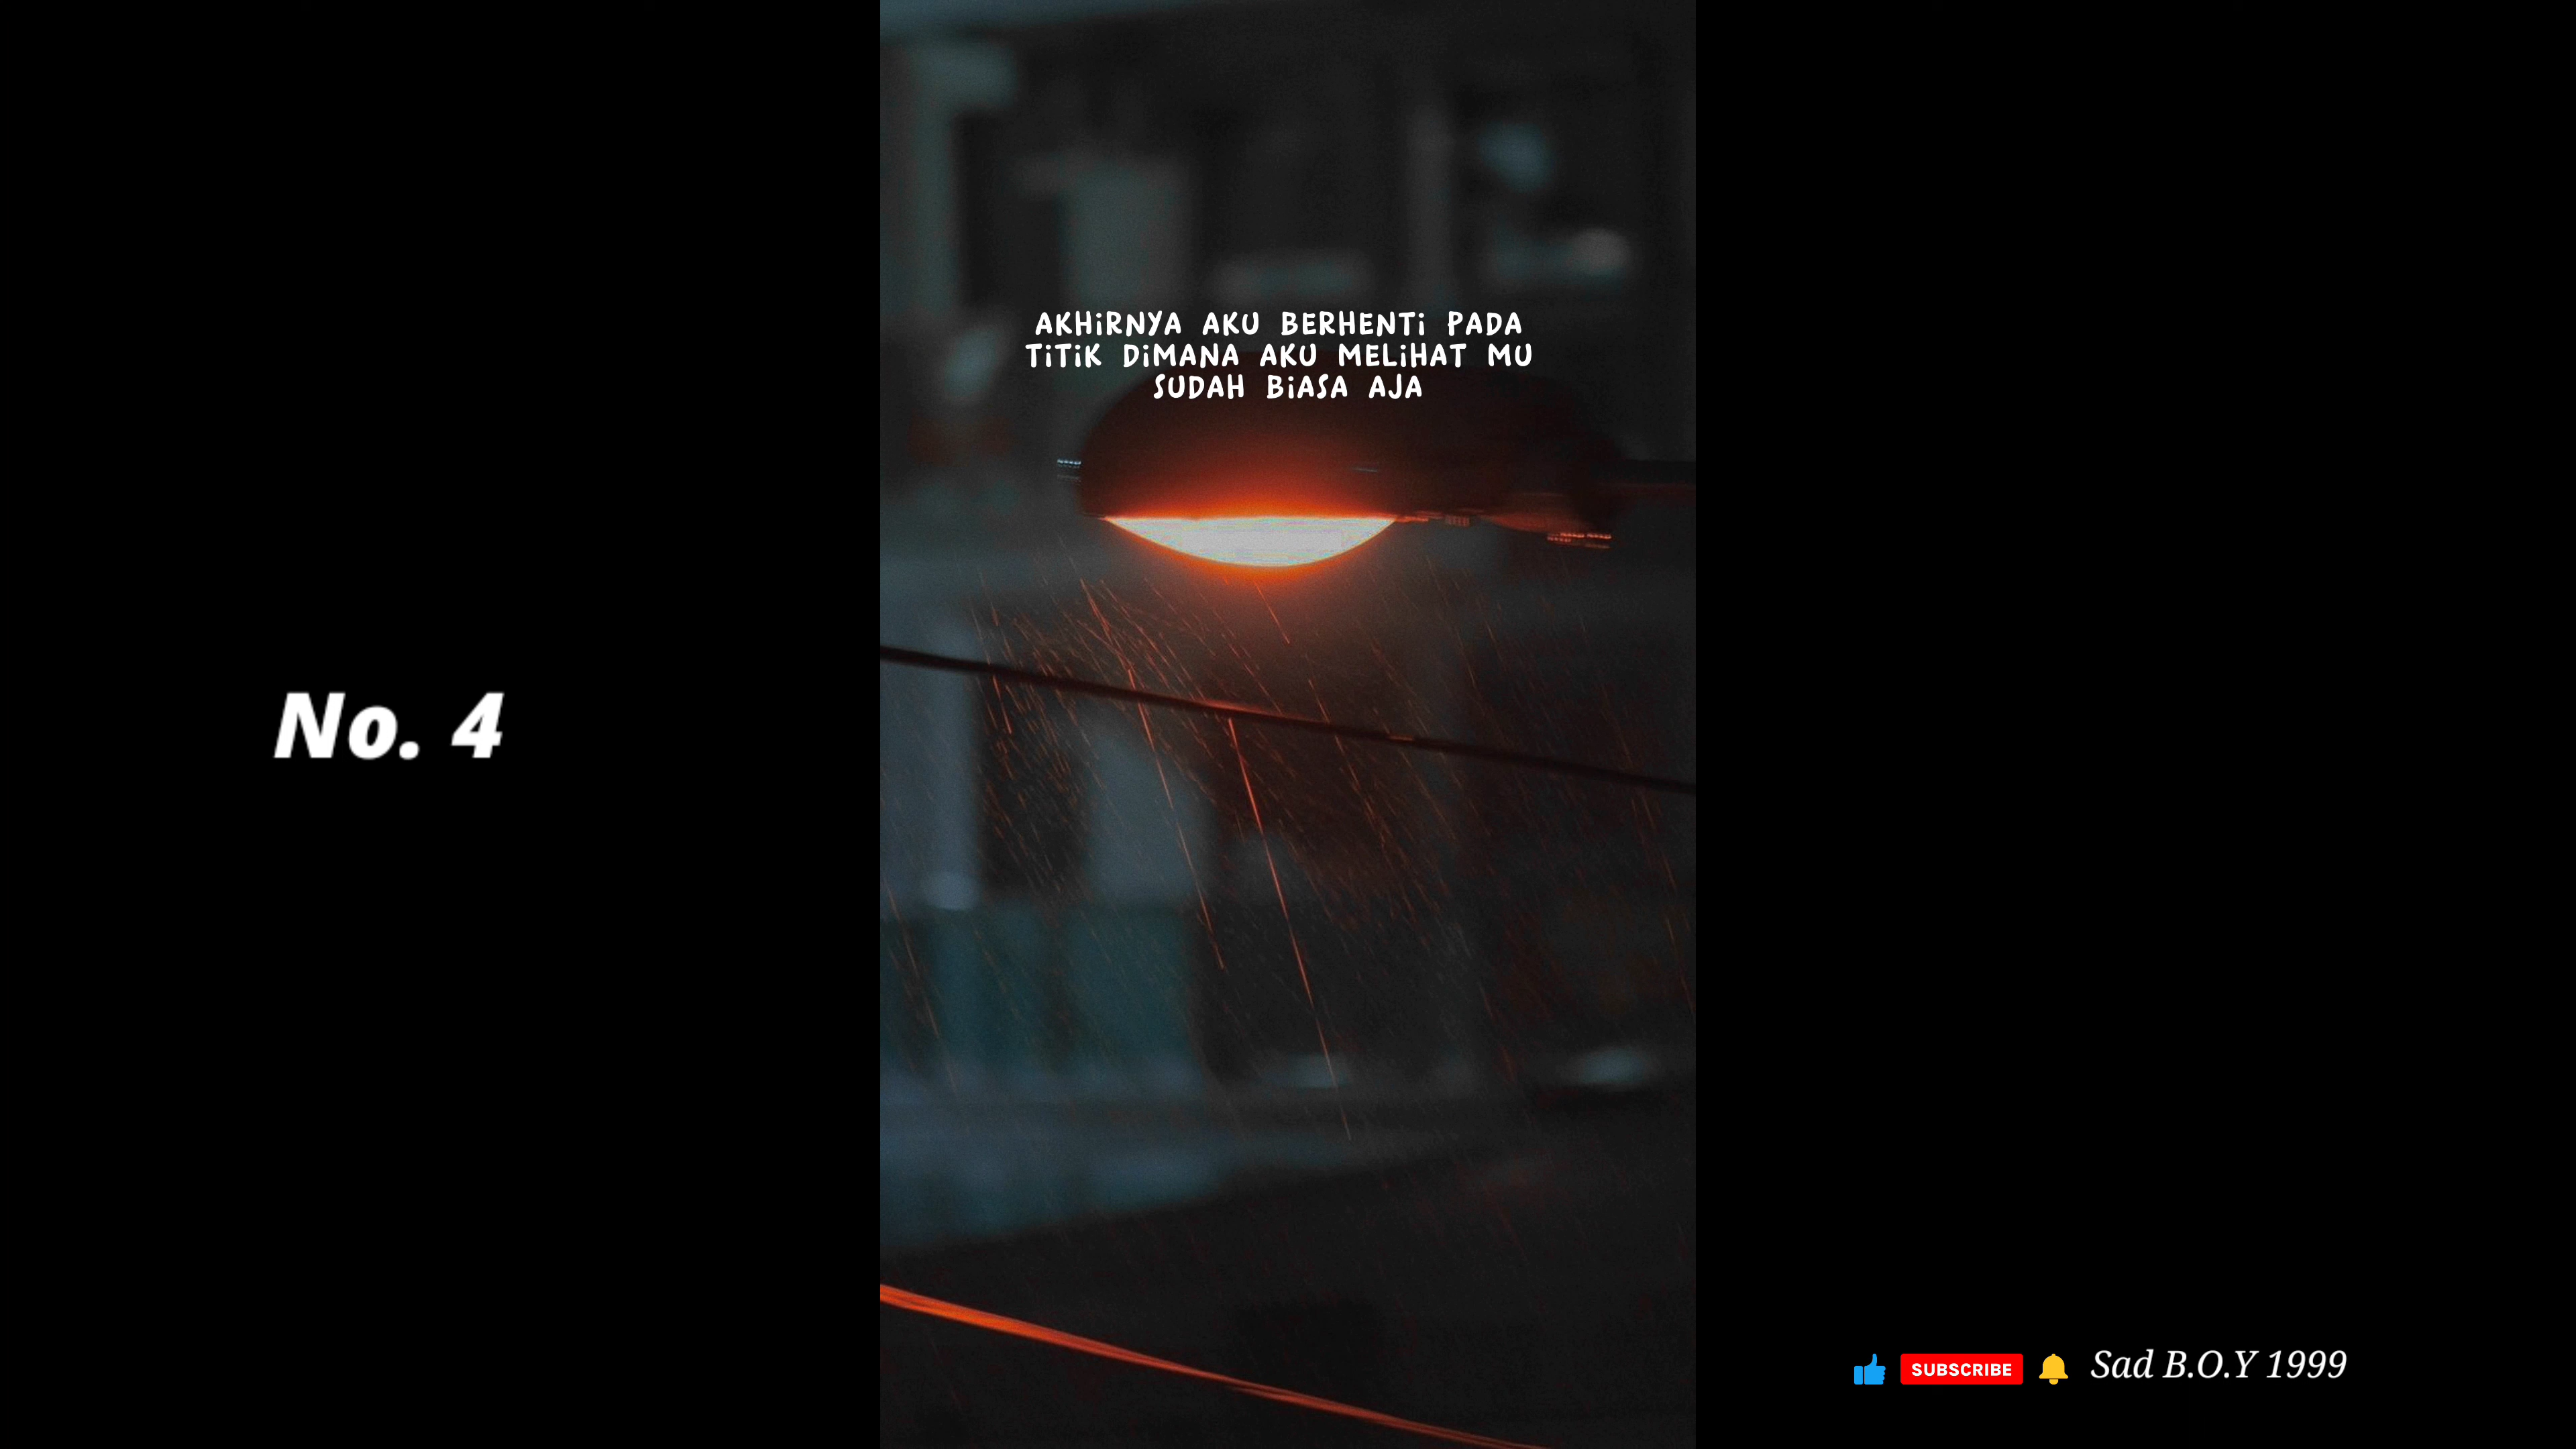 AKHiRNYA AKU BERHENTi PADA
TiTiK DiMANA AKU MELiHAT MU
SUDAH BiASA AJA
No. 4
SUBSCRIBE Sad B.O.Y 1999